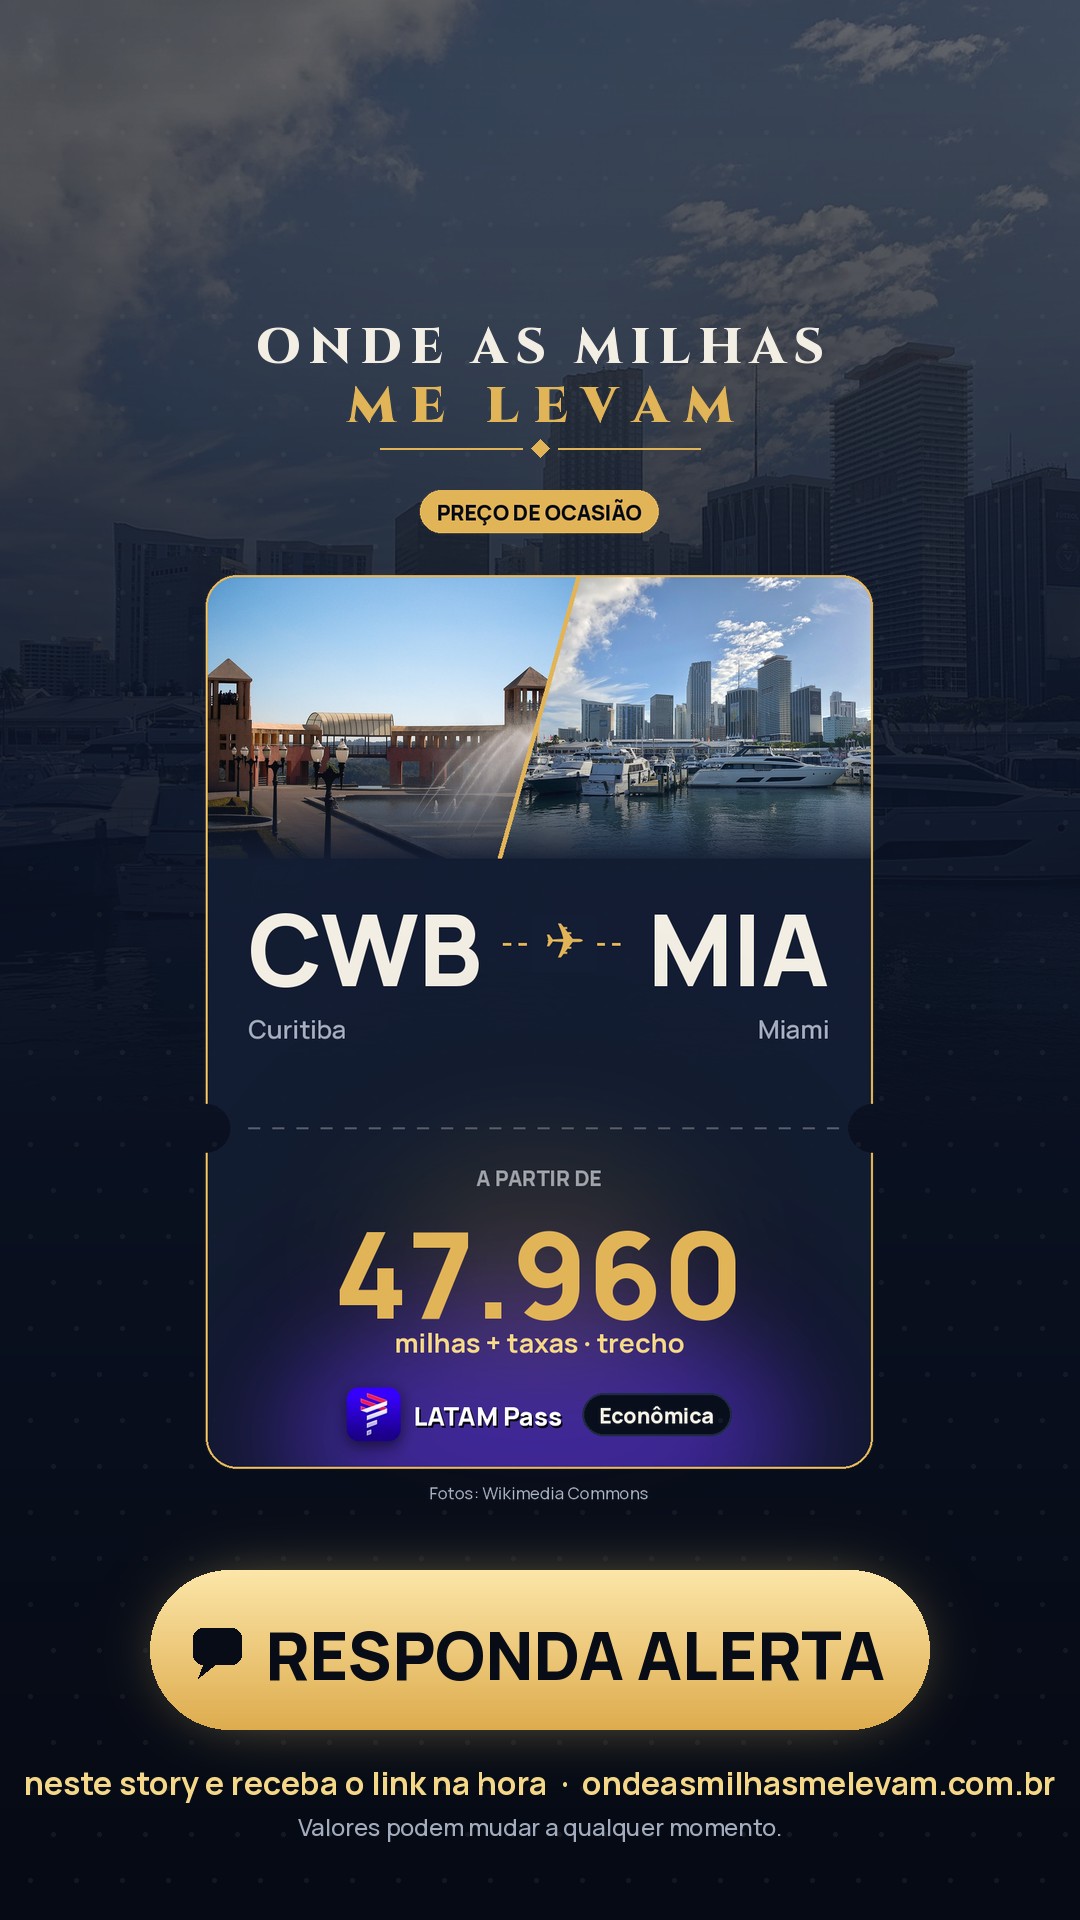 ONDE AS MILHAS
ME LEVAM
PREÇO DE OCASIÃO
CWB -- ✈ -- MIA
Curitiba Miami
A PARTIR DE
47.960
milhas + taxas · trecho
LATAM Pass Econômica
Fotos: Wikimedia Commons
RESPONDA ALERTA
neste story e receba o link na hora · ondeasmilhasmelevam.com.br
Valores podem mudar a qualquer momento.